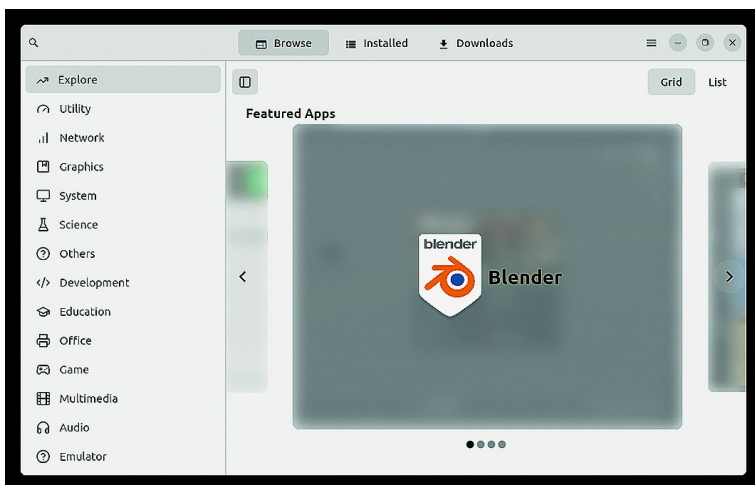 Browse
Installed
Downloads
Explore
Utility
Network
Graphics
System
Science
Others
Development
Education
Office
Game
Multimedia
Audio
Emulator
Grid
List
Featured Apps
blender
Blender